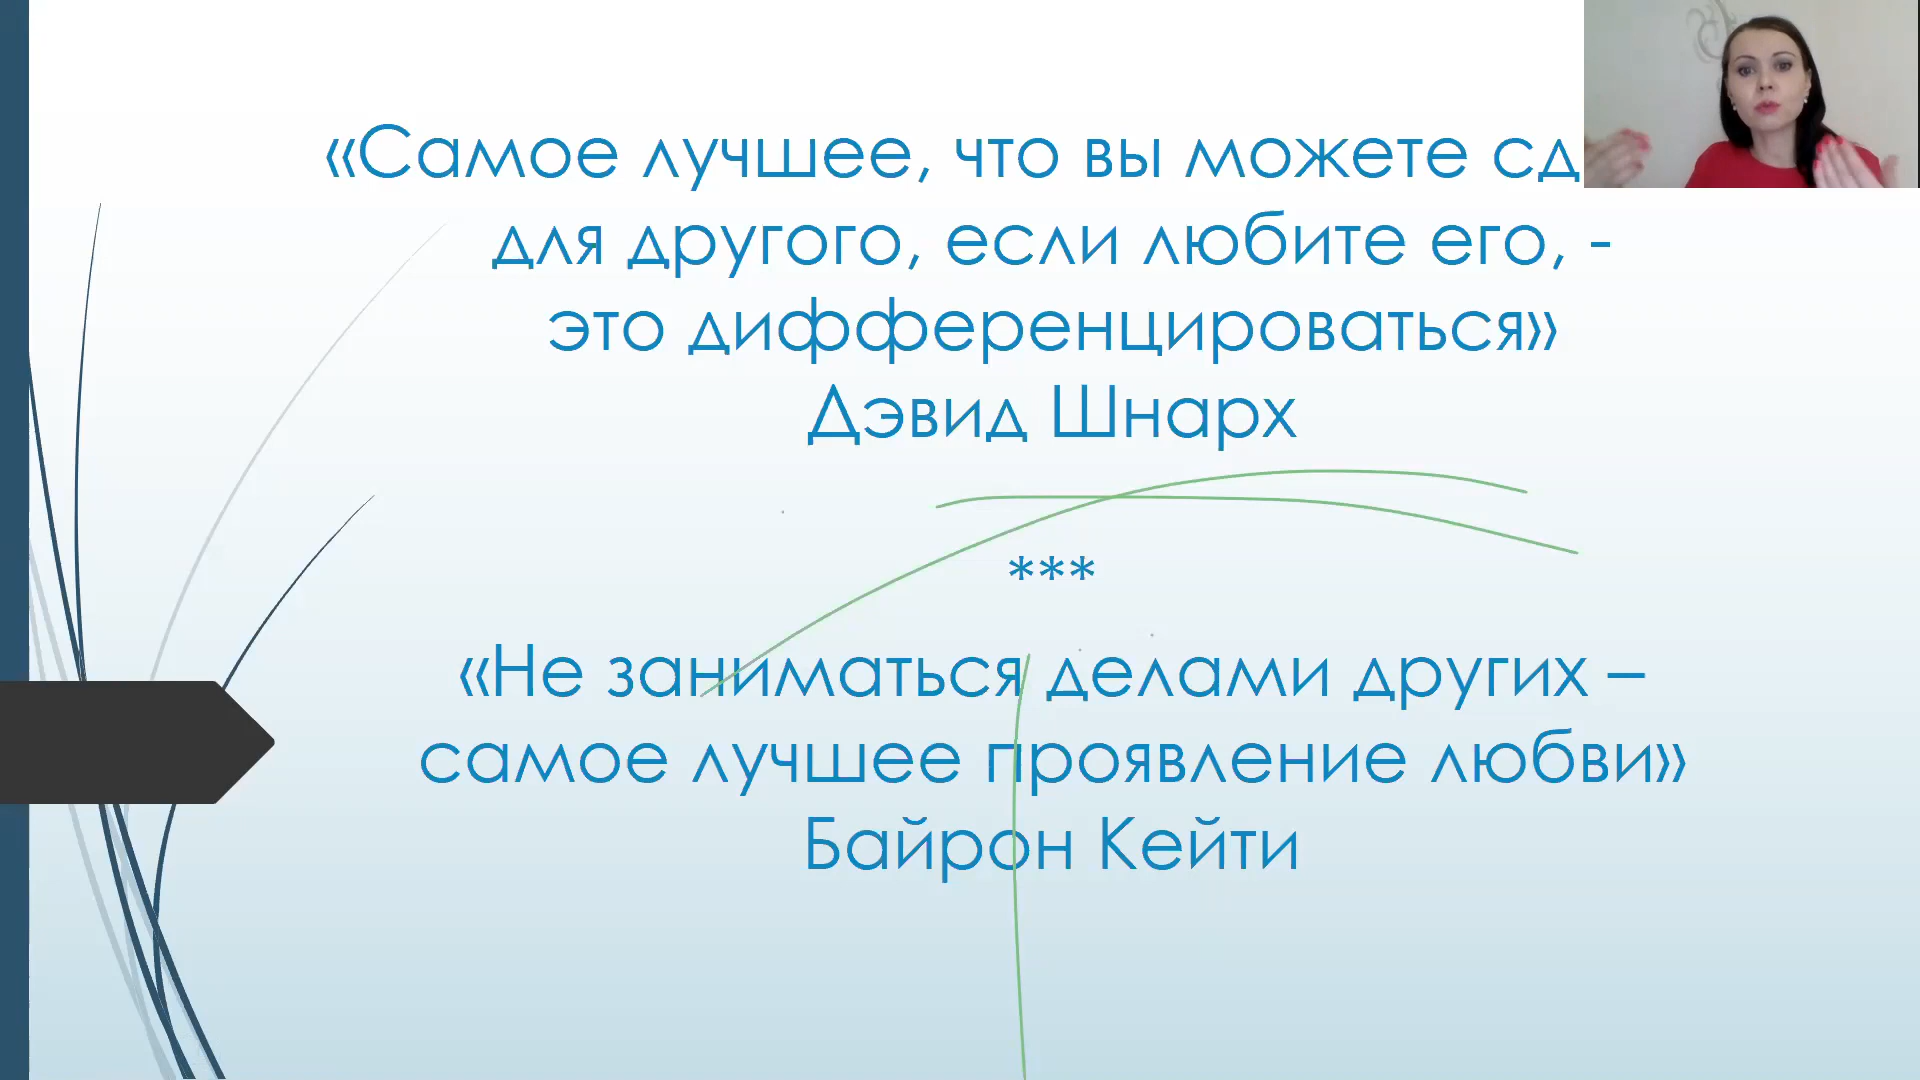 «Самое лучшее, что вы можете сд
для другого, если любите его, -
это дифференцироваться»
Дэвид Шнарх
***
«Не заниматься делами других –
самое лучшее проявление любви»
Байрон Кейти